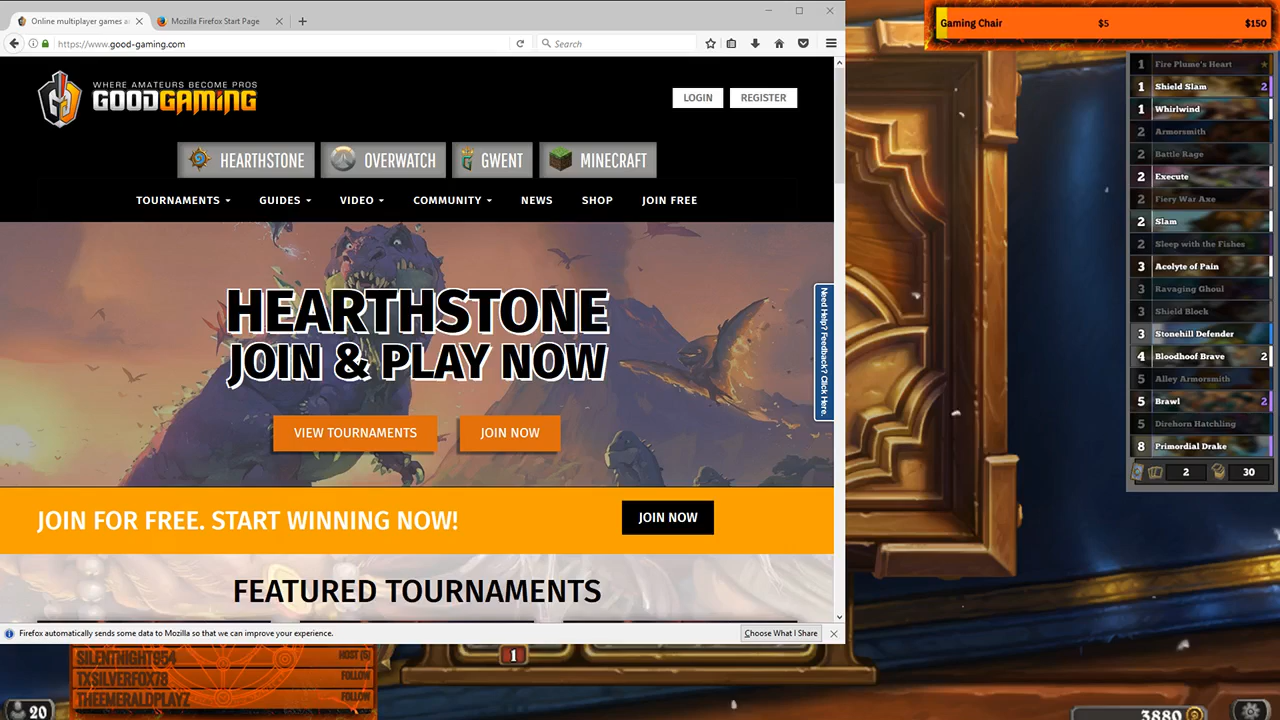 Online multiplayer games a
Mozilla Firefox Start Page
https://www.good-gaming.com
Search
WHERE AMATEURS BECOME PROS
GOODGAMING
LOGIN
REGISTER
HEARTHSTONE
OVERWATCH
GWENT
MINECRAFT
TOURNAMENTS
GUIDES
VIDEO
COMMUNITY
NEWS
SHOP
JOIN FREE
HEARTHSTONE
JOIN & PLAY NOW
VIEW TOURNAMENTS
JOIN NOW
Need Help? Feedback? Click Here.
JOIN FOR FREE. START WINNING NOW!
JOIN NOW
FEATURED TOURNAMENTS
Firefox automatically sends some data to Mozilla so that we can improve your experience.
Choose What I Share
SILENTNIGHT954 HOST (5)
TXSILVERFOX78 FOLLOW
THEEMERALDPLAYZ FOLLOW
20
1
3880
Gaming Chair $5 $150
1 Fire Plume's Heart
1 Shield Slam 2
1 Whirlwind
2 Armorsmith
2 Battle Rage
2 Execute
2 Fiery War Axe
2 Slam
2 Sleep with the Fishes
3 Acolyte of Pain
3 Ravaging Ghoul
3 Shield Block
3 Stonehill Defender
4 Bloodhoof Brave 2
5 Alley Armorsmith
5 Brawl 2
5 Direhorn Hatchling
8 Primordial Drake
2 30